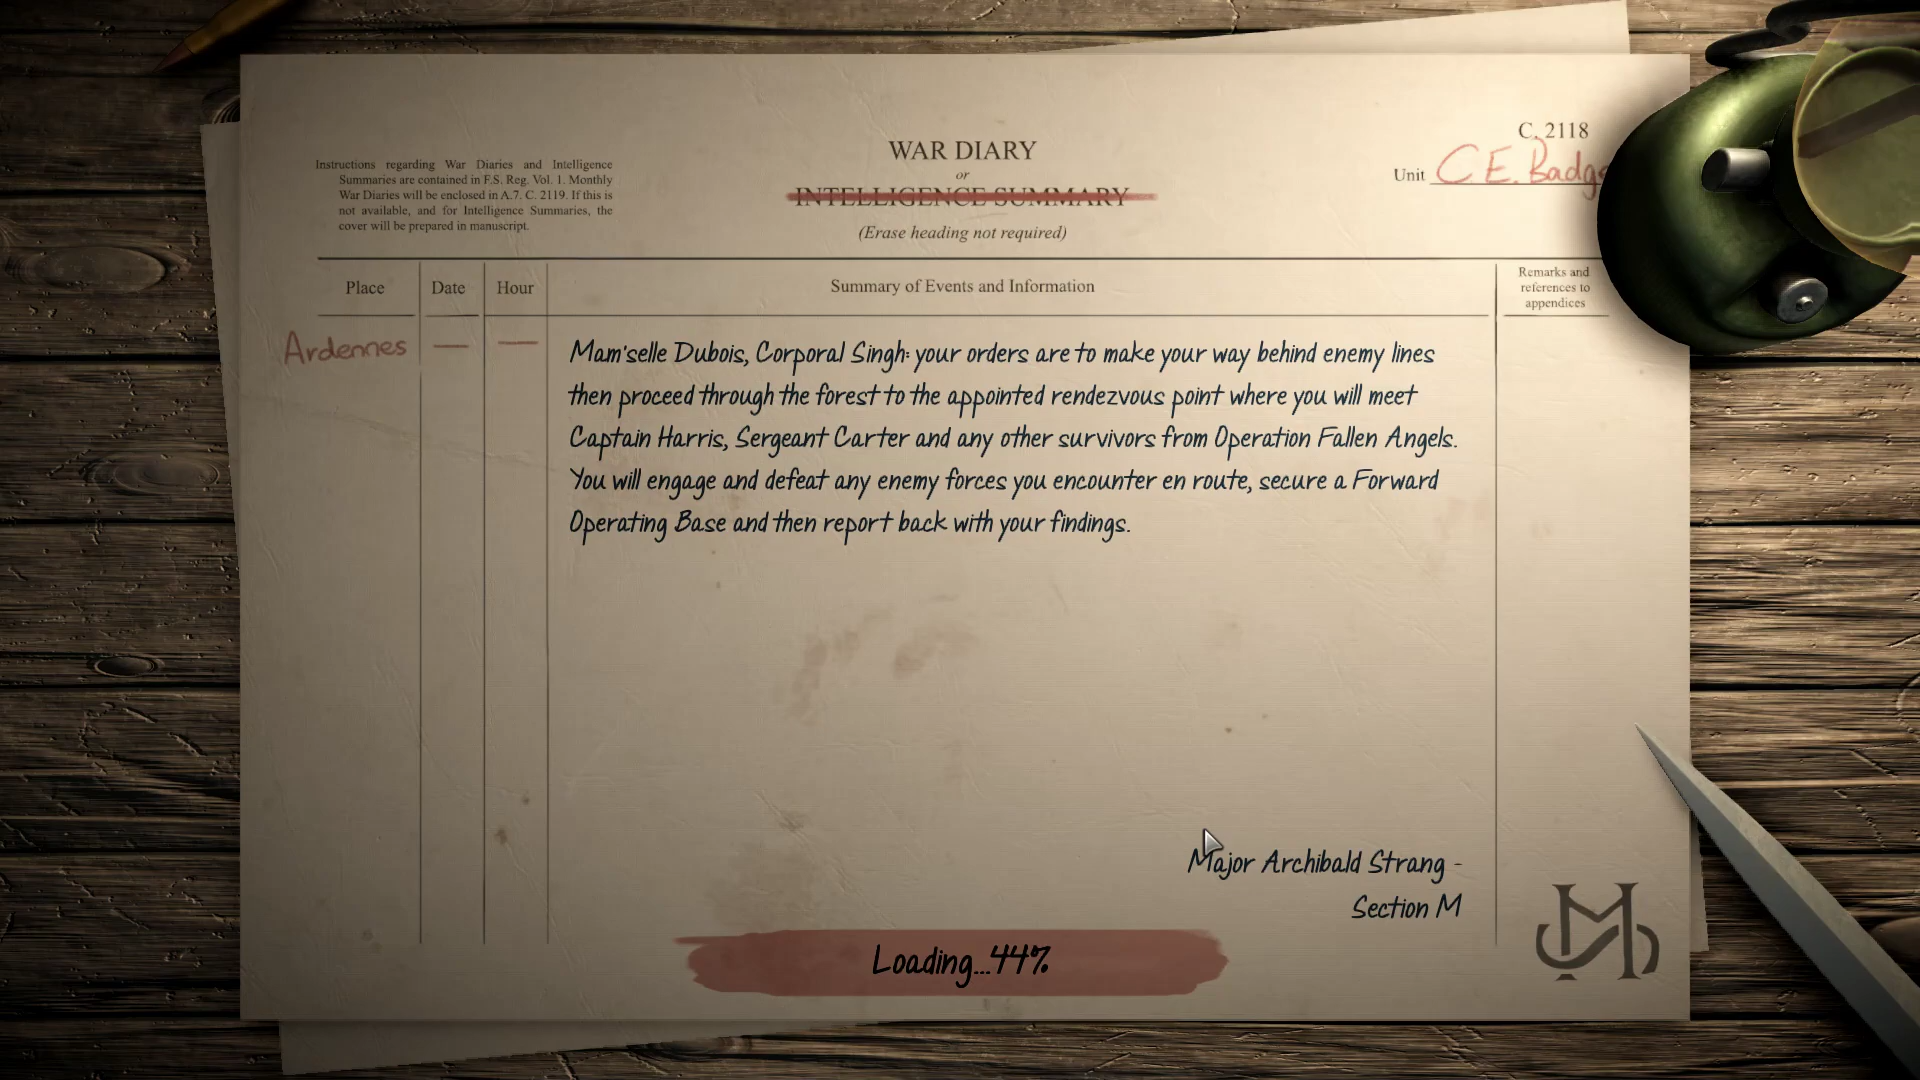 C. 2118
WAR DIARY
or
INTELLIGENCE SUMMARY
(Erase heading not required)
Instructions regarding War Diaries and Intelligence
Summaries are contained in F.S. Reg. Vol. 1. Monthly
War Diaries will be enclosed in A.7. C. 2119. If this is
not available, and for Intelligence Summaries, the
cover will be prepared in manuscript.
Unit C.E. Badge
Place Date Hour Summary of Events and Information
Remarks and
references to
appendices
Ardennes — —
Mam'selle Dubois, Corporal Singh: your orders are to make your way behind enemy lines
then proceed through the forest to the appointed rendezvous point where you will meet
Captain Harris, Sergeant Carter and any other survivors from Operation Fallen Angels.
You will engage and defeat any enemy forces you encounter en route, secure a Forward
Operating Base and then report back with your findings.
Major Archibald Strang -
Section M
Loading...44%